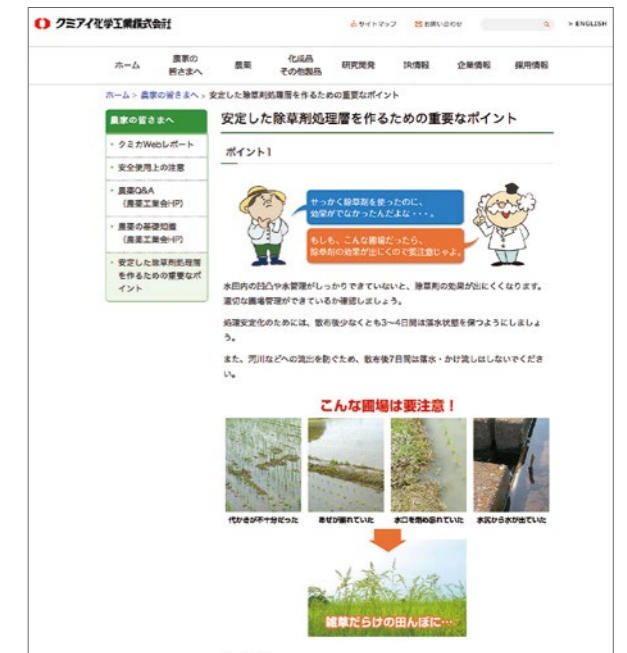 クミアイ化学工業株式会社
サイトマップ
お問い合わせ
> ENGLISH
ホーム
農家の
皆さまへ
農薬
化成品
その他製品
研究開発
IR情報
企業情報
採用情報
ホーム > 農家の皆さまへ > 安定した除草剤処理層を作るための重要なポイント
農家の皆さまへ
クミカWebレポート
安全使用上の注意
農薬Q&A
（農薬工業会HP）
農薬の基礎知識
（農薬工業会HP）
安定した除草剤処理層
を作るための重要なポ
イント
安定した除草剤処理層を作るための重要なポイント
ポイント1
せっかく除草剤を使ったのに、
効果がでなかったんだよな・・・。
もしも、こんな圃場だったら、
除草剤の効果が出にくので要注意じゃよ。
水田内の凹凸や水管理がしっかりできていないと、除草剤の効果が出にくくなります。
適切な圃場管理ができているか確認しましょう。
処理安定化のためには、散布後少なくとも3〜4日間は湛水状態を保つようにしましょ
う。
また、河川などへの流出を防ぐため、散布後7日間は落水・かけ流しはしないでくださ
い。
こんな圃場は要注意！
代かきが不十分だった
あぜが崩れていた
水口を閉め忘れていた
水尻から水が出ていた
雑草だらけの田んぼに…